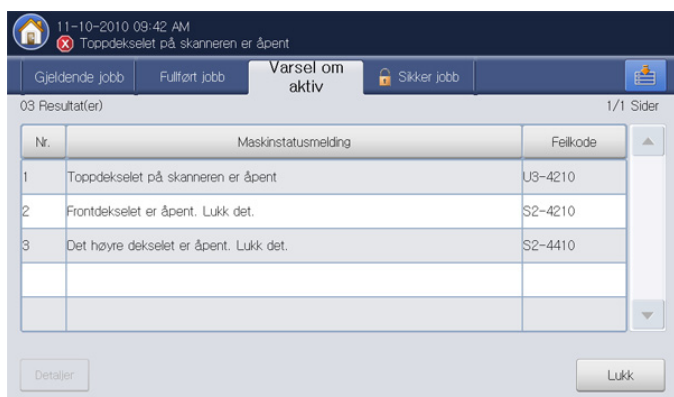 11-10-2010 09:42 AM
Toppdekselet på skanneren er åpent
Gjeldende jobb Fullført jobb Varsel om aktiv Sikker jobb
03 Resultat(er) 1/1 Sider
Nr. Maskinstatusmelding Feilkode
1 Toppdekselet på skanneren er åpent U3-4210
2 Frontdekselet er åpent. Lukk det. S2-4210
3 Det høyre dekselet er åpent. Lukk det. S2-4410
Detaljer Lukk